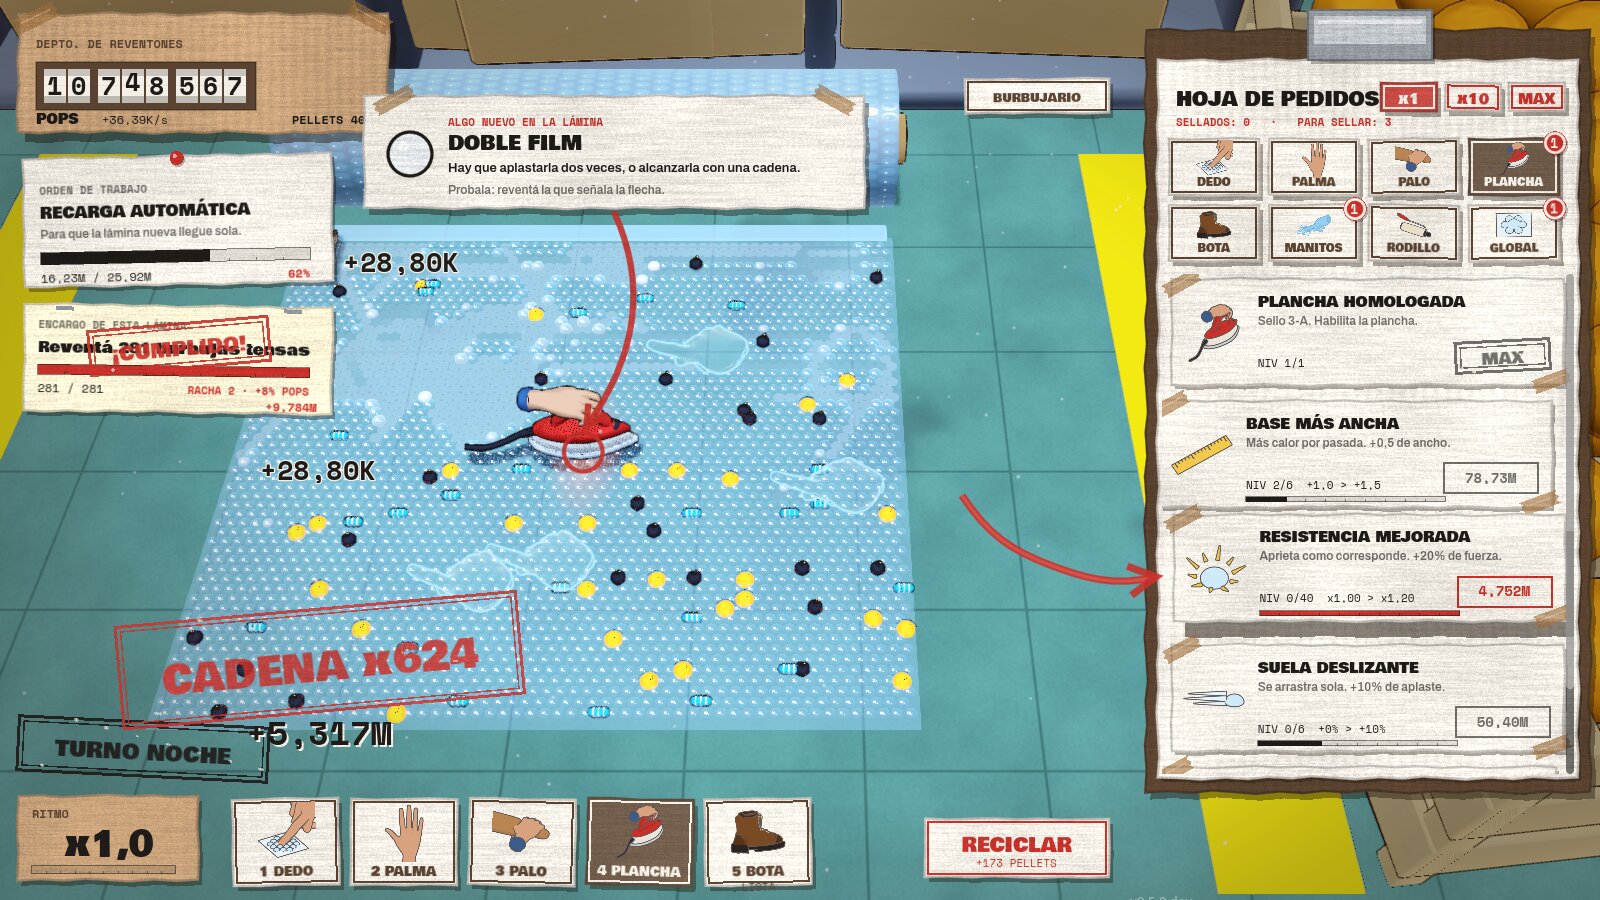 DEPTO. DE REVENTONES
10 748 567
POPS +36,39K/s PELLETS 40
ORDEN DE TRABAJO
RECARGA AUTOMÁTICA
Para que la lámina nueva llegue sola.
16,23M / 25,92M 62%
ENCARGO DE ESTA LÁMINA
Reventá 281 burbujas tensas
¡CUMPLIDO!
281 / 281
RACHA 2 · +8% POPS
+9,784M
ALGO NUEVO EN LA LÁMINA
DOBLE FILM
Hay que aplastarla dos veces, o alcanzarla con una cadena.
Probala: reventá la que señala la flecha.
BURBUJARIO
+28,80K
+28,80K
CADENA x624
+5,317M
TURNO NOCHE
RITMO
x1,0
1 DEDO
2 PALMA
3 PALO
4 PLANCHA
5 BOTA
LISTA
RECICLAR
+173 PELLETS
HOJA DE PEDIDOS
x1
x10
MAX
SELLADOS: 0 · PARA SELLAR: 3
DEDO
PALMA
PALO
PLANCHA
1
BOTA
MANITOS
1
RODILLO
GLOBAL
1
PLANCHA HOMOLOGADA
Sello 3-A. Habilita la plancha.
NIV 1/1
MAX
BASE MÁS ANCHA
Más calor por pasada. +0,5 de ancho.
NIV 2/6 +1,0 > +1,5
78,73M
RESISTENCIA MEJORADA
Aprieta como corresponde. +20% de fuerza.
NIV 0/40 x1,00 > x1,20
4,752M
SUELA DESLIZANTE
Se arrastra sola. +10% de aplaste.
NIV 0/6 +0% > +10%
50,40M